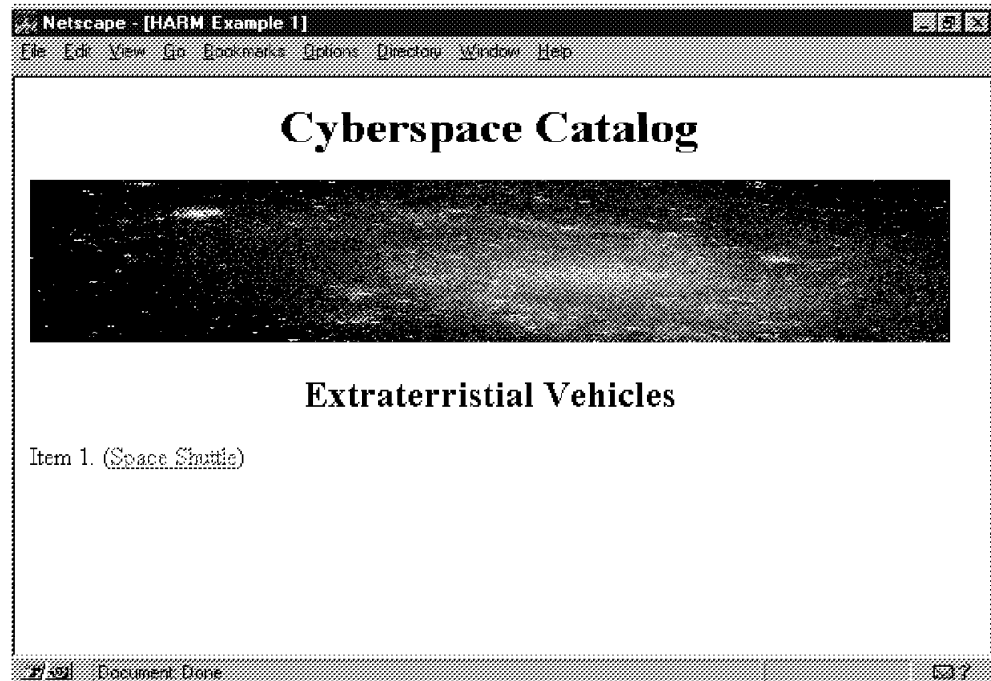 Netscape - [HARM Example 1]
File Edit View Go Bookmarks Options Directory Window Help
Cyberspace Catalog
Extraterristial Vehicles
Item 1. (Space Shuttle)
Document: Done
?